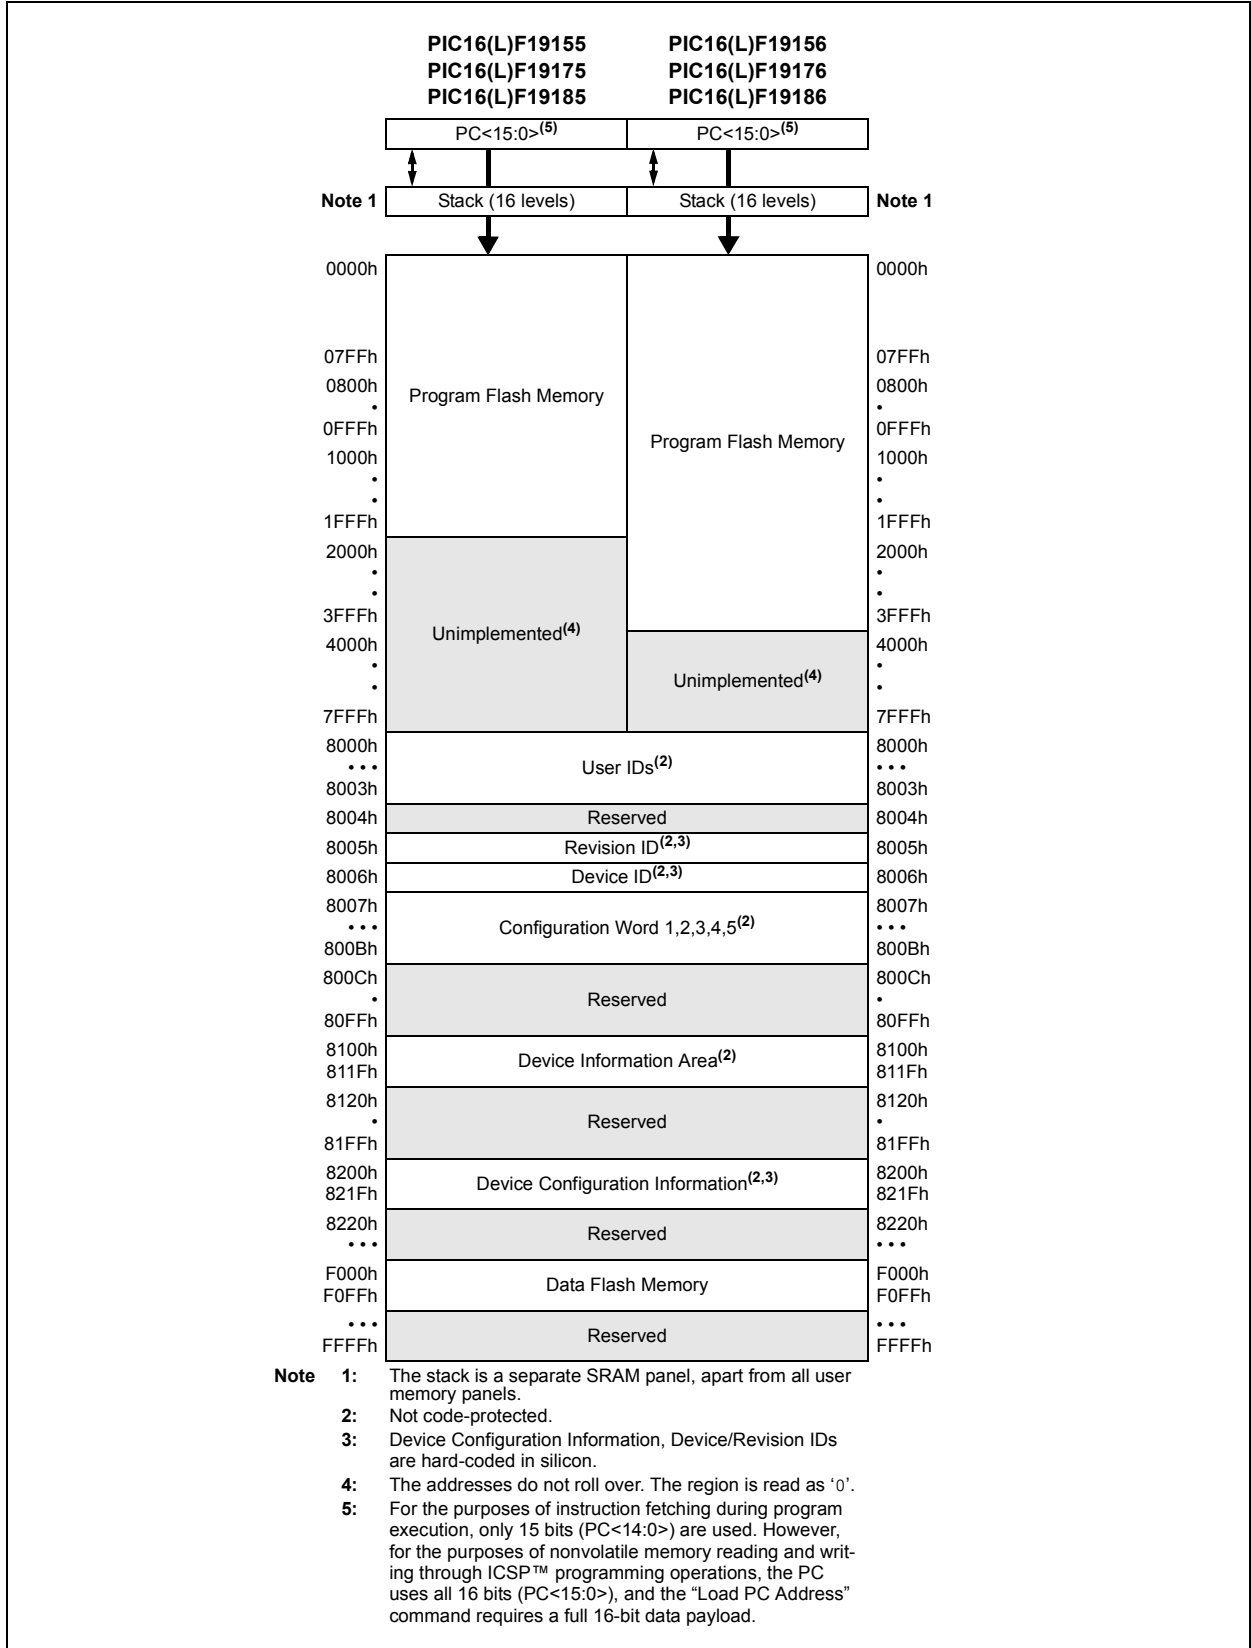 PIC16(L)F19155 PIC16(L)F19156
PIC16(L)F19175 PIC16(L)F19176
PIC16(L)F19185 PIC16(L)F19186
PC<15:0>(5) PC<15:0>(5)
Note 1 Stack (16 levels) Stack (16 levels) Note 1
0000h 0000h
07FFh 07FFh
0800h 0800h
Program Flash Memory
• •
0FFFh 0FFFh
Program Flash Memory
1000h 1000h
• •
• •
1FFFh 1FFFh
2000h 2000h
• •
• •
3FFFh 3FFFh
Unimplemented(4)
4000h 4000h
• •
Unimplemented(4)
• •
7FFFh 7FFFh
8000h 8000h
• • • User IDs(2) • • •
8003h 8003h
8004h Reserved 8004h
8005h Revision ID(2,3) 8005h
8006h Device ID(2,3) 8006h
8007h 8007h
• • • Configuration Word 1,2,3,4,5(2) • • •
800Bh 800Bh
800Ch 800Ch
• Reserved •
80FFh 80FFh
8100h 8100h
Device Information Area(2)
811Fh 811Fh
8120h 8120h
• Reserved •
81FFh 81FFh
8200h 8200h
Device Configuration Information(2,3)
821Fh 821Fh
8220h 8220h
Reserved
• • • • • •
F000h F000h
Data Flash Memory
F0FFh F0FFh
• • • • • •
Reserved
FFFFh FFFFh
Note 1: The stack is a separate SRAM panel, apart from all user
memory panels.
2: Not code-protected.
3: Device Configuration Information, Device/Revision IDs
are hard-coded in silicon.
4: The addresses do not roll over. The region is read as ‘0’.
5: For the purposes of instruction fetching during program
execution, only 15 bits (PC<14:0>) are used. However,
for the purposes of nonvolatile memory reading and writ-
ing through ICSP™ programming operations, the PC
uses all 16 bits (PC<15:0>), and the “Load PC Address”
command requires a full 16-bit data payload.